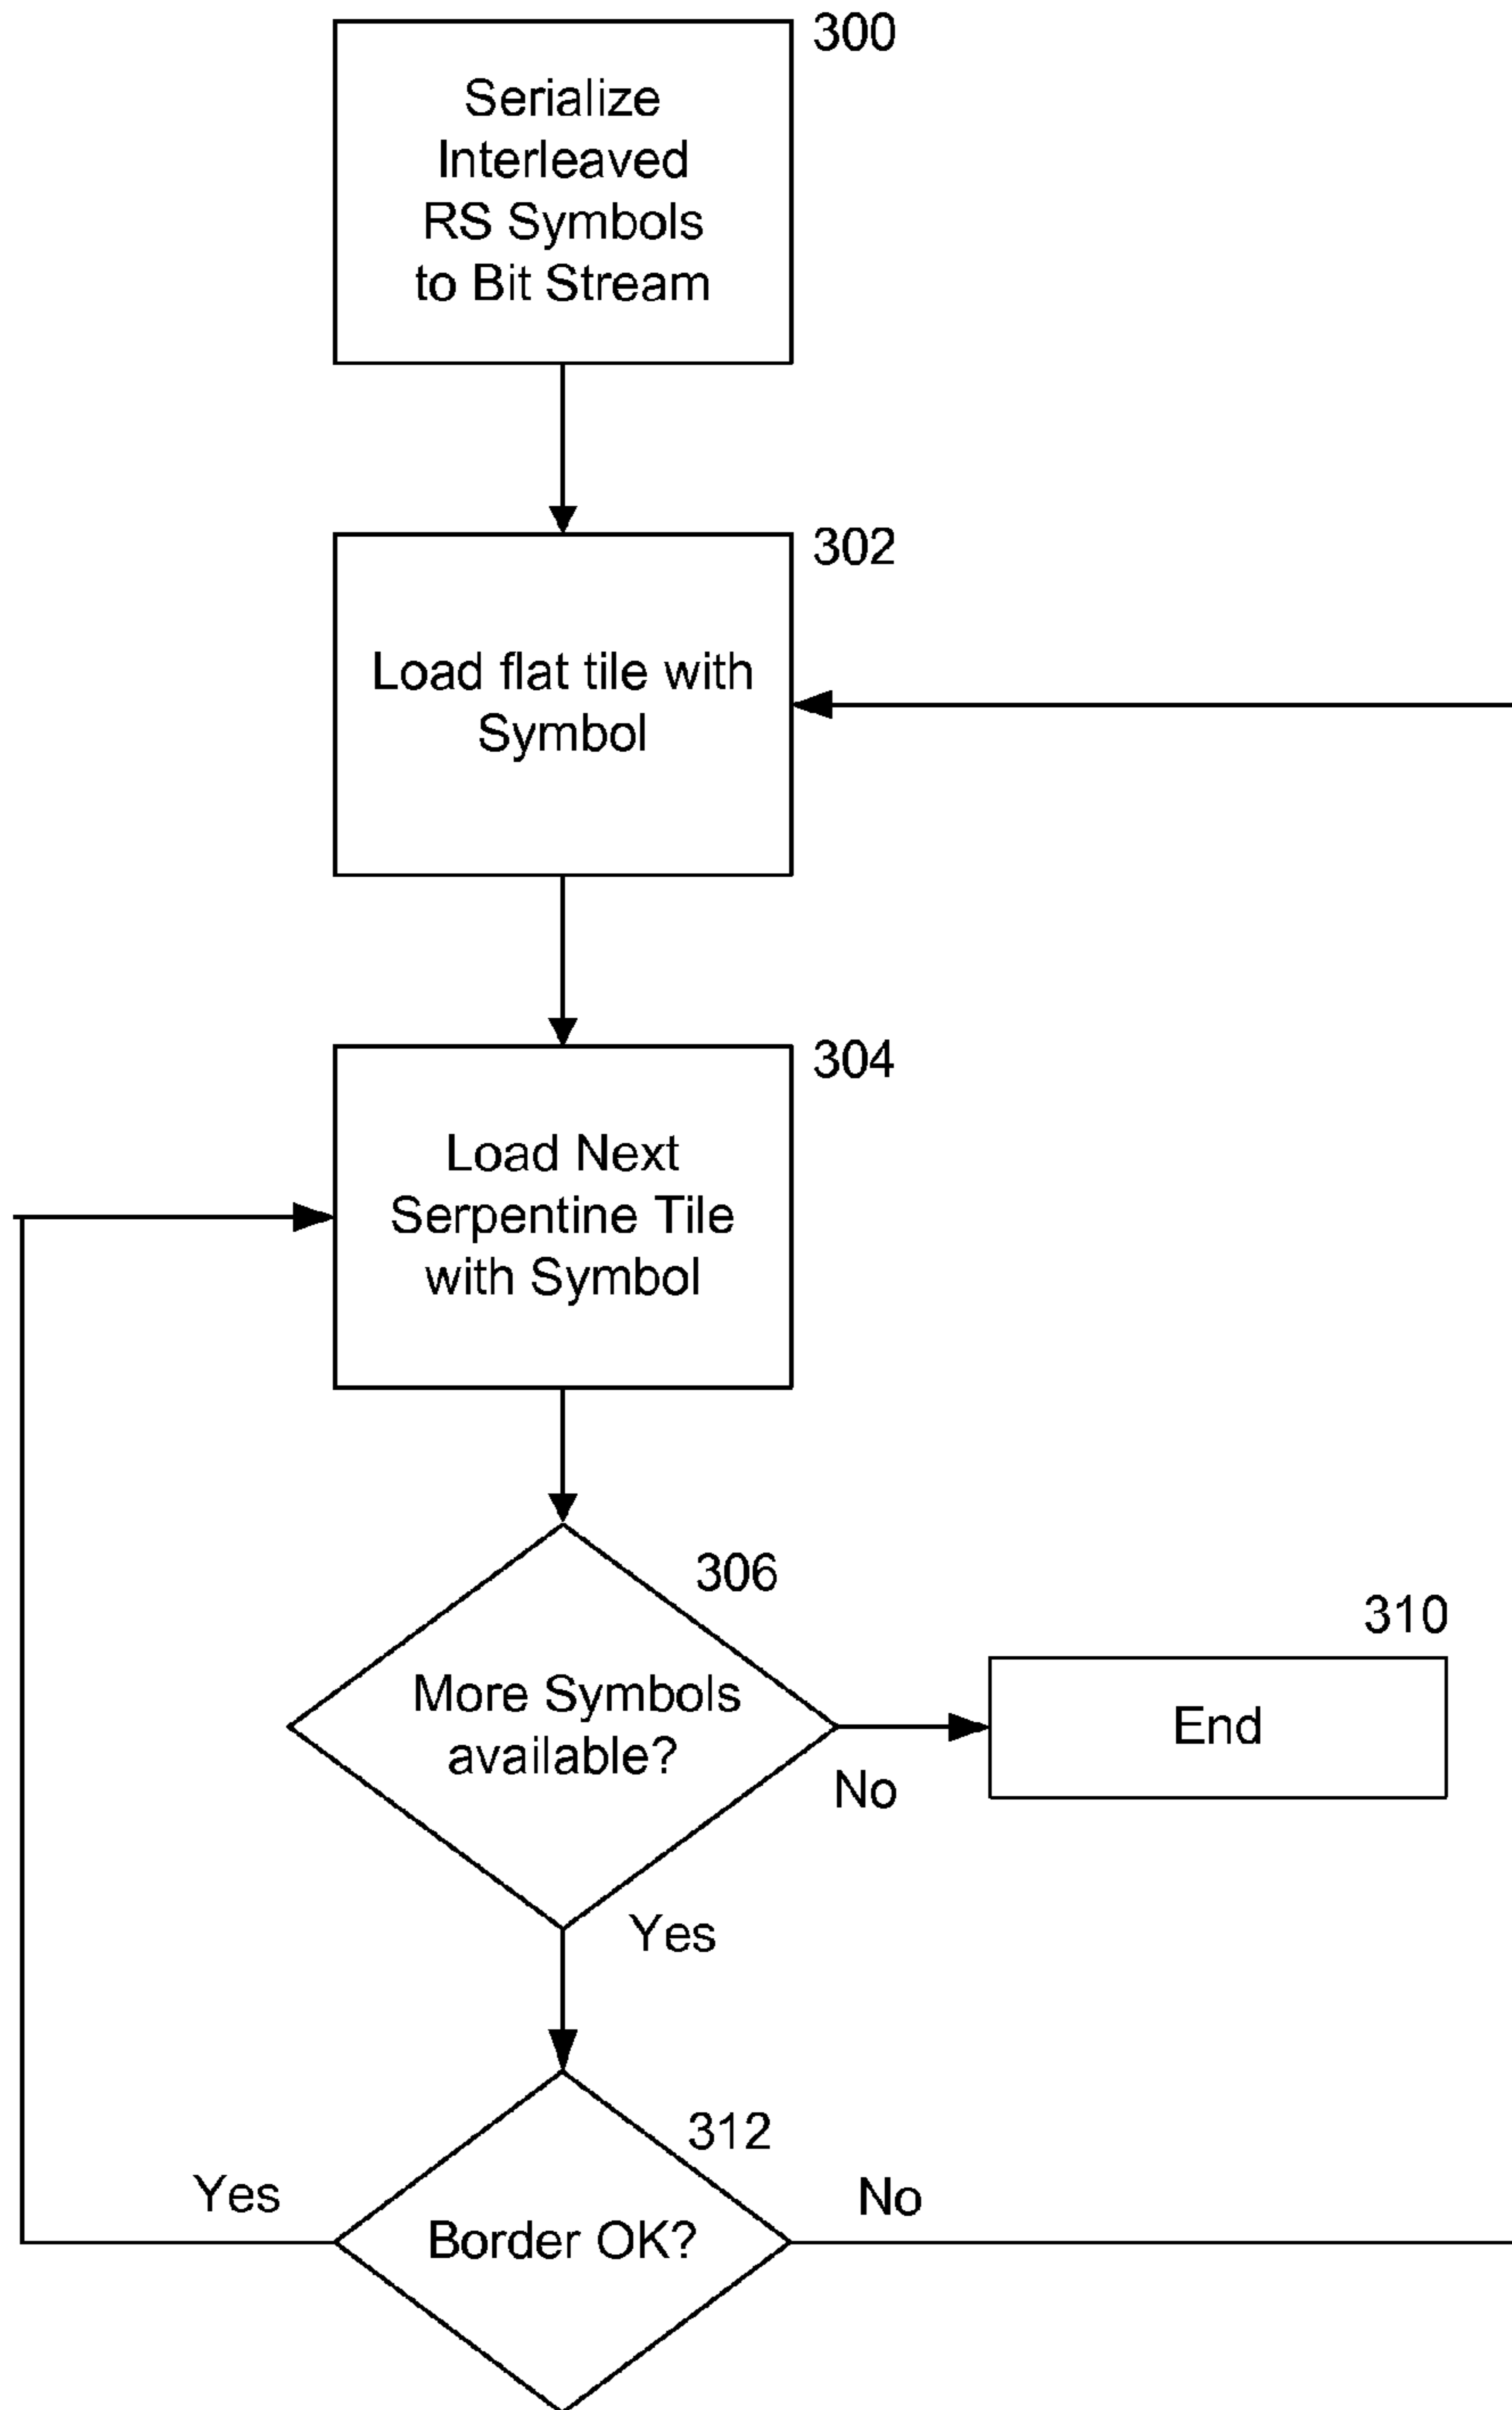 300
Serialize
Interleaved
RS Symbols
to Bit Stream
302
Load flat tile with
Symbol
304
Load Next
Serpentine Tile
with Symbol
306
More Symbols
available?
310
End
No
Yes
312
Border OK?
Yes
No